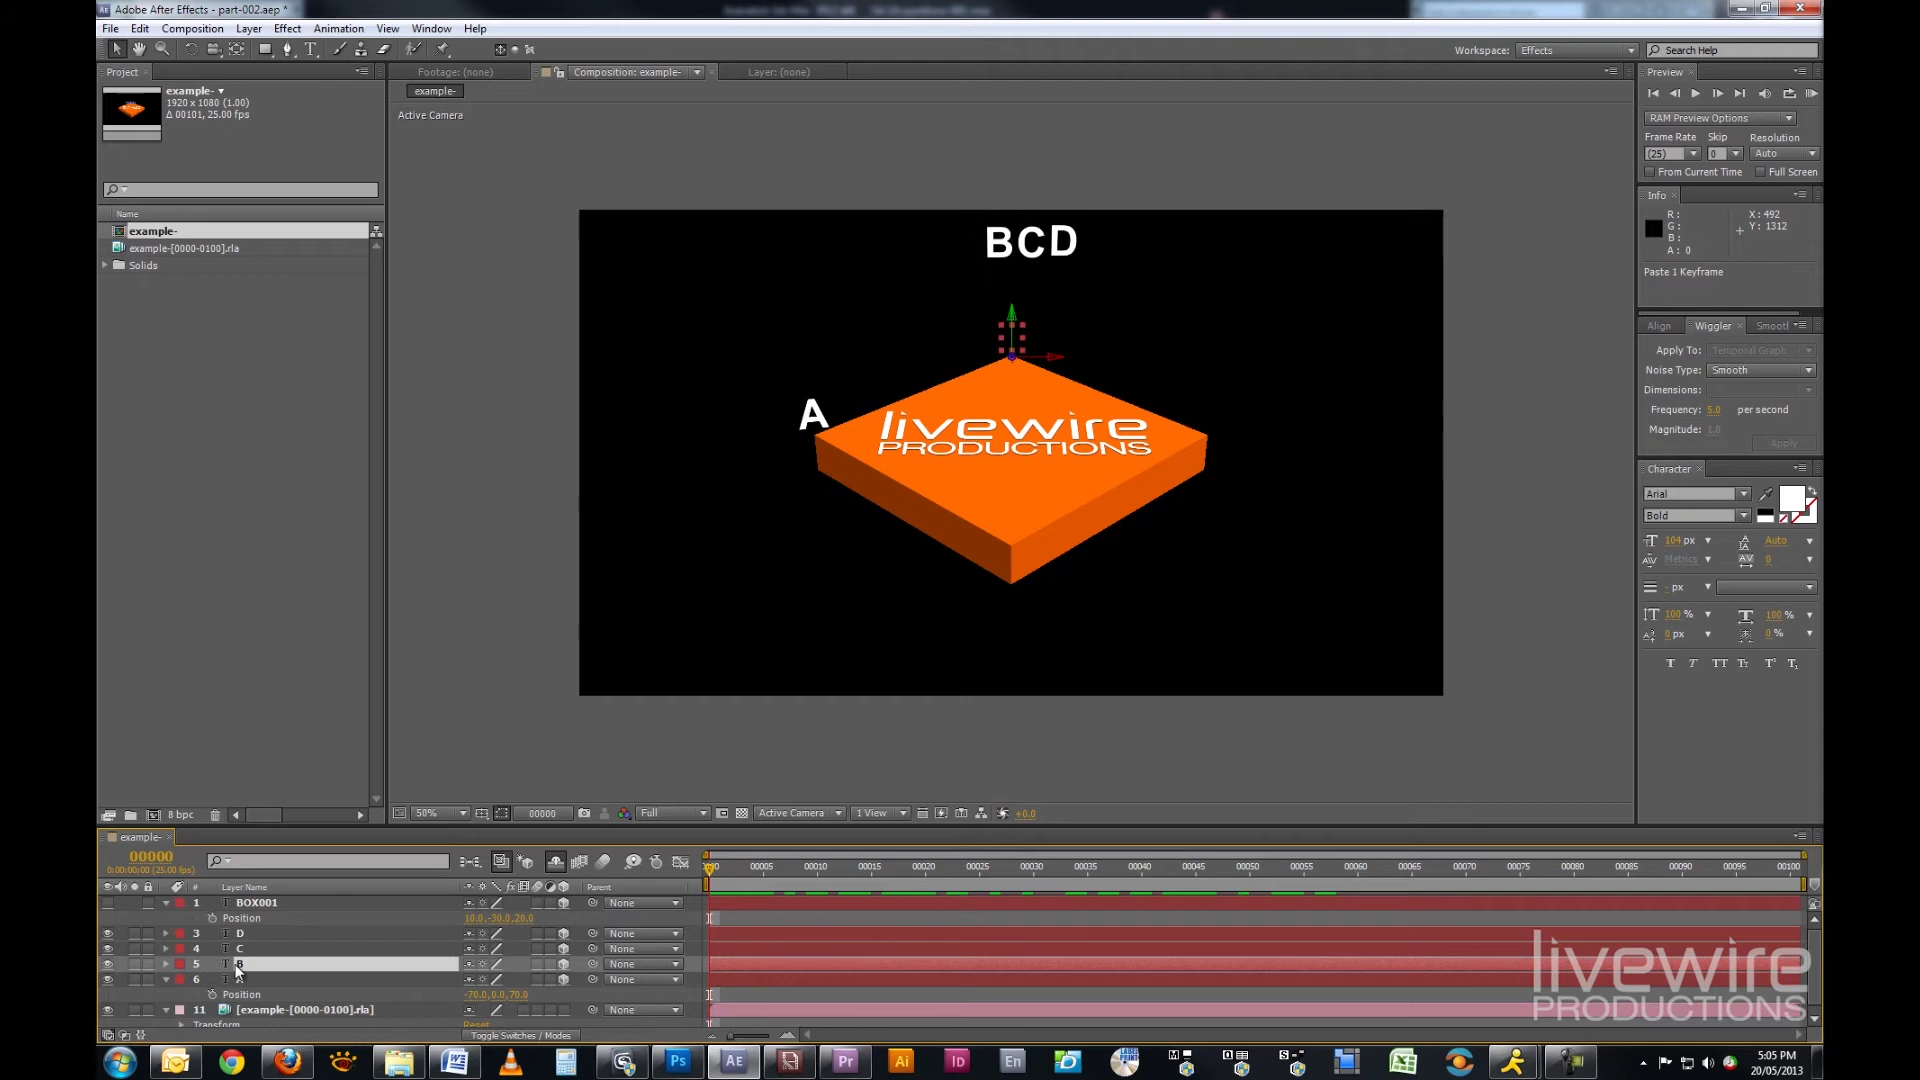 Adobe After Effects - part-002.aep *
File Edit Composition Layer Effect Animation View Window Help
Workspace: Effects Search Help
Project Footage: (none) Composition: example- Layer: (none) Preview
example-
1920 x 1080 (1.00)
Δ 00101, 25.00 fps
example-
Active Camera
RAM Preview Options
Frame Rate Skip Resolution
(25) 0 Auto
From Current Time Full Screen
Info
R: X: 492
G: Y: 1312
B:
A: 0
Paste 1 Keyframe
Name
example-
example-[0000-0100].rla
Solids
BCD
A
livewire
PRODUCTIONS
Align Wiggler Smooth
Apply To: Temporal Graph
Noise Type: Smooth
Dimensions:
Frequency: 5.0 per second
Magnitude: 1.0
Apply
Character
Arial
Bold
104 px Auto
Metrics 0
- px
100 % 100 %
0 px 0 %
T T TT Tt T¹ T₁
8 bpc 50% 00000 Full Active Camera 1 View +0.0
example-
00000
0:00:00:00 (25.00 fps)
00005 00010 00015 00020 00025 00030 00035 00040 00045 00050 00055 00060 00065 00070 00075 00080 00085 00090 00095 00100
# Layer Name Parent
1 T BOX001 None
Position 10.0,-30.0,20.0
3 T D None
4 T C None
5 T B None
6 T None
Position -70.0,0.0,70.0
11 [example-[0000-0100].rla] None
Transform Reset
Toggle Switches / Modes
livewire
PRODUCTIONS
W Ps Ae Pr Ai Id En
5:05 PM
20/05/2013